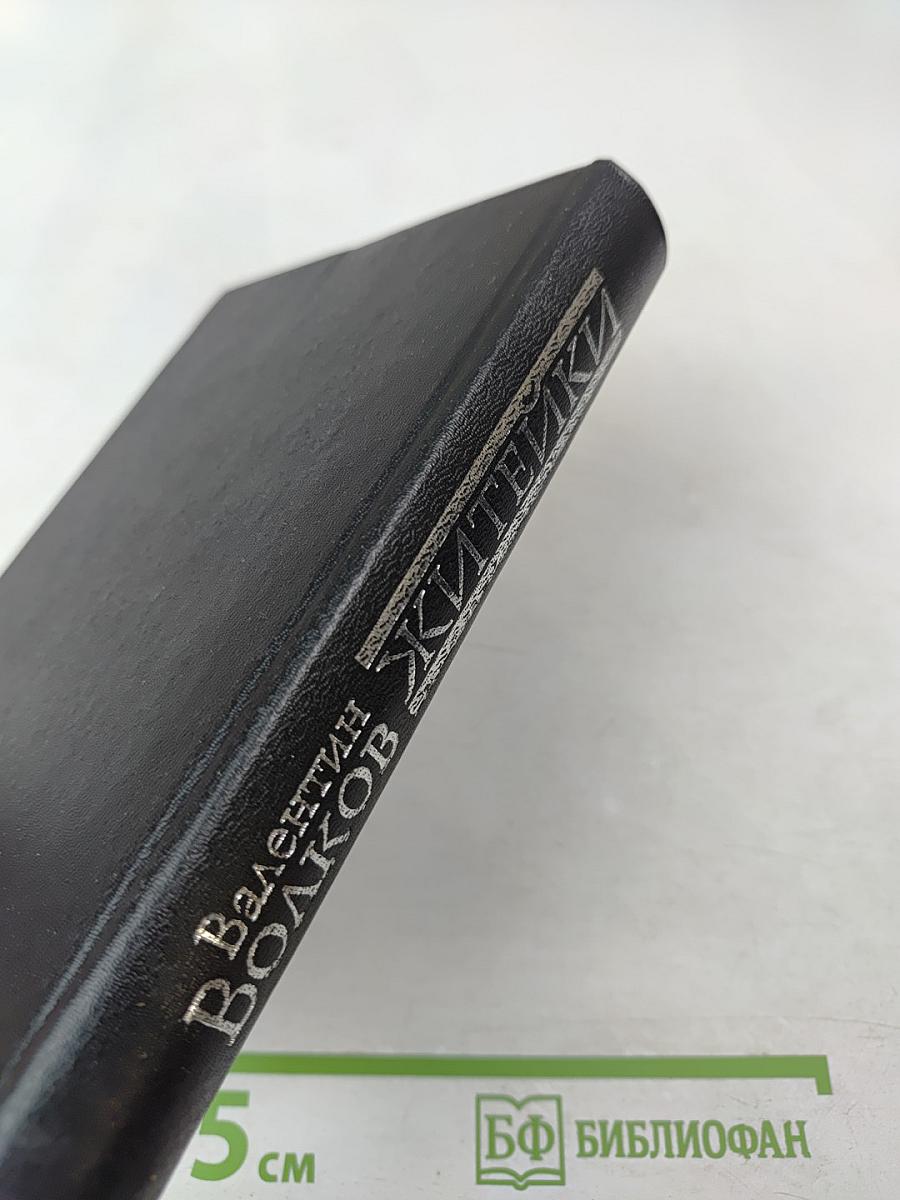 Валентин
ВОЛКОВ
ЖИТЕЙКИ
5 см
БФ БИБЛИОФАН